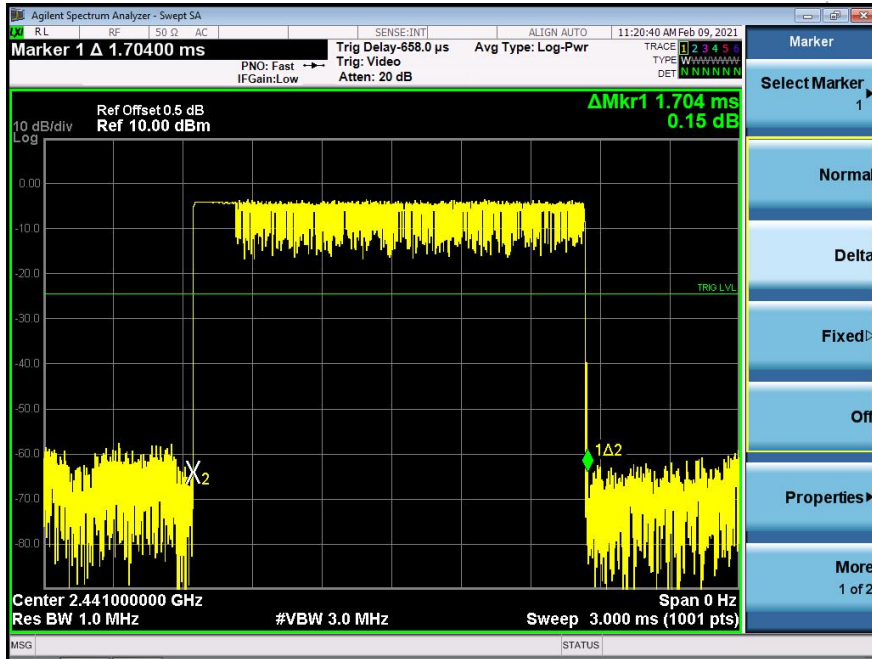 Agilent Spectrum Analyzer - Swept SA
LXI RL RF 50 Ω AC SENSE:INT ALIGN AUTO 11:20:40 AM Feb 09, 2021
Marker 1 Δ 1.70400 ms
PNO: Fast
IFGain:Low
Trig Delay-658.0 µs
Trig: Video
Atten: 20 dB
Avg Type: Log-Pwr
TRACE 1 2 3 4 5 6
TYPE WWWWWW
DET N N N N N N
Ref Offset 0.5 dB
10 dB/div Ref 10.00 dBm
Log
ΔMkr1 1.704 ms
0.15 dB
0.00
-10.0
-20.0
TRIG LVL
-30.0
-40.0
-50.0
-60.0
1Δ2
2
-70.0
-80.0
Center 2.441000000 GHz Span 0 Hz
Res BW 1.0 MHz #VBW 3.0 MHz Sweep 3.000 ms (1001 pts)
MSG STATUS
Marker
Select Marker
1
Normal
Delta
Fixed
Off
Properties
More
1 of 2